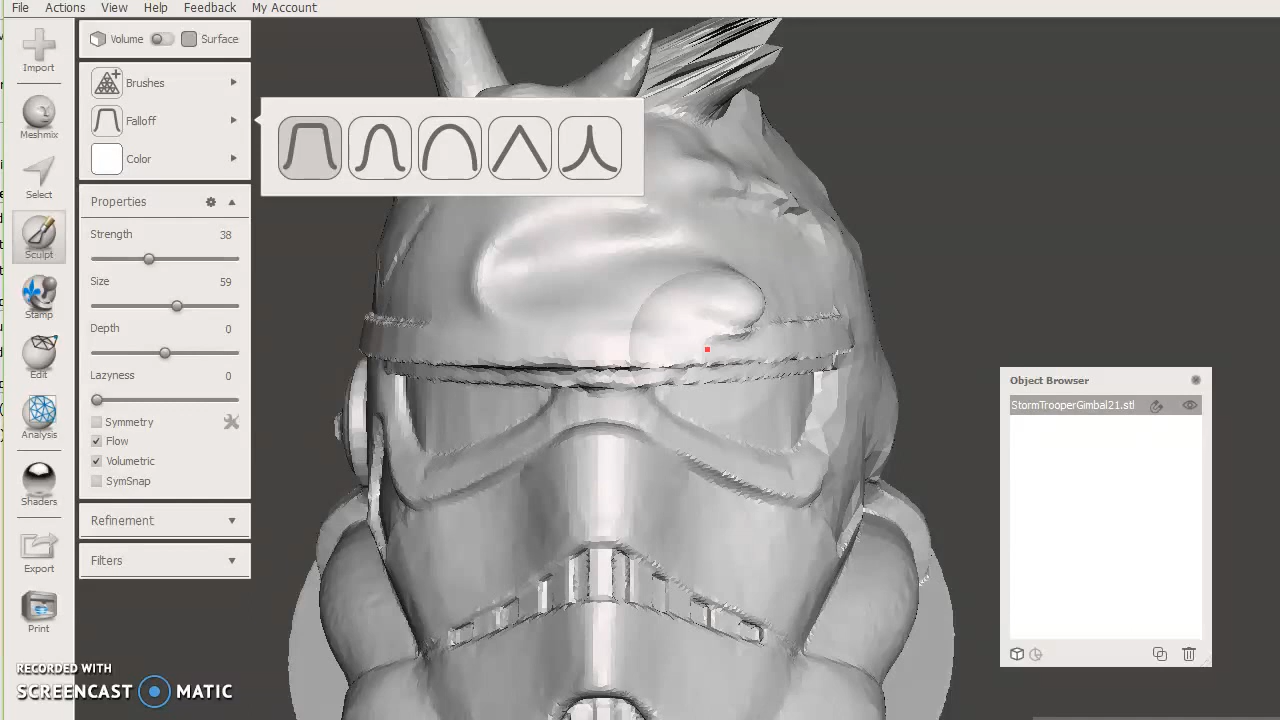 File Actions View Help Feedback My Account
Import
Meshmix
Select
Sculpt
Stamp
Edit
Analysis
Shaders
Export
Print
Volume Surface
Brushes
Falloff
Color
Properties
Strength 38
Size 59
Depth 0
Lazyness 0
Symmetry
Flow
Volumetric
SymSnap
Refinement
Filters
Object Browser
StormTrooperGimbal21.stl
RECORDED WITH
SCREENCAST MATIC